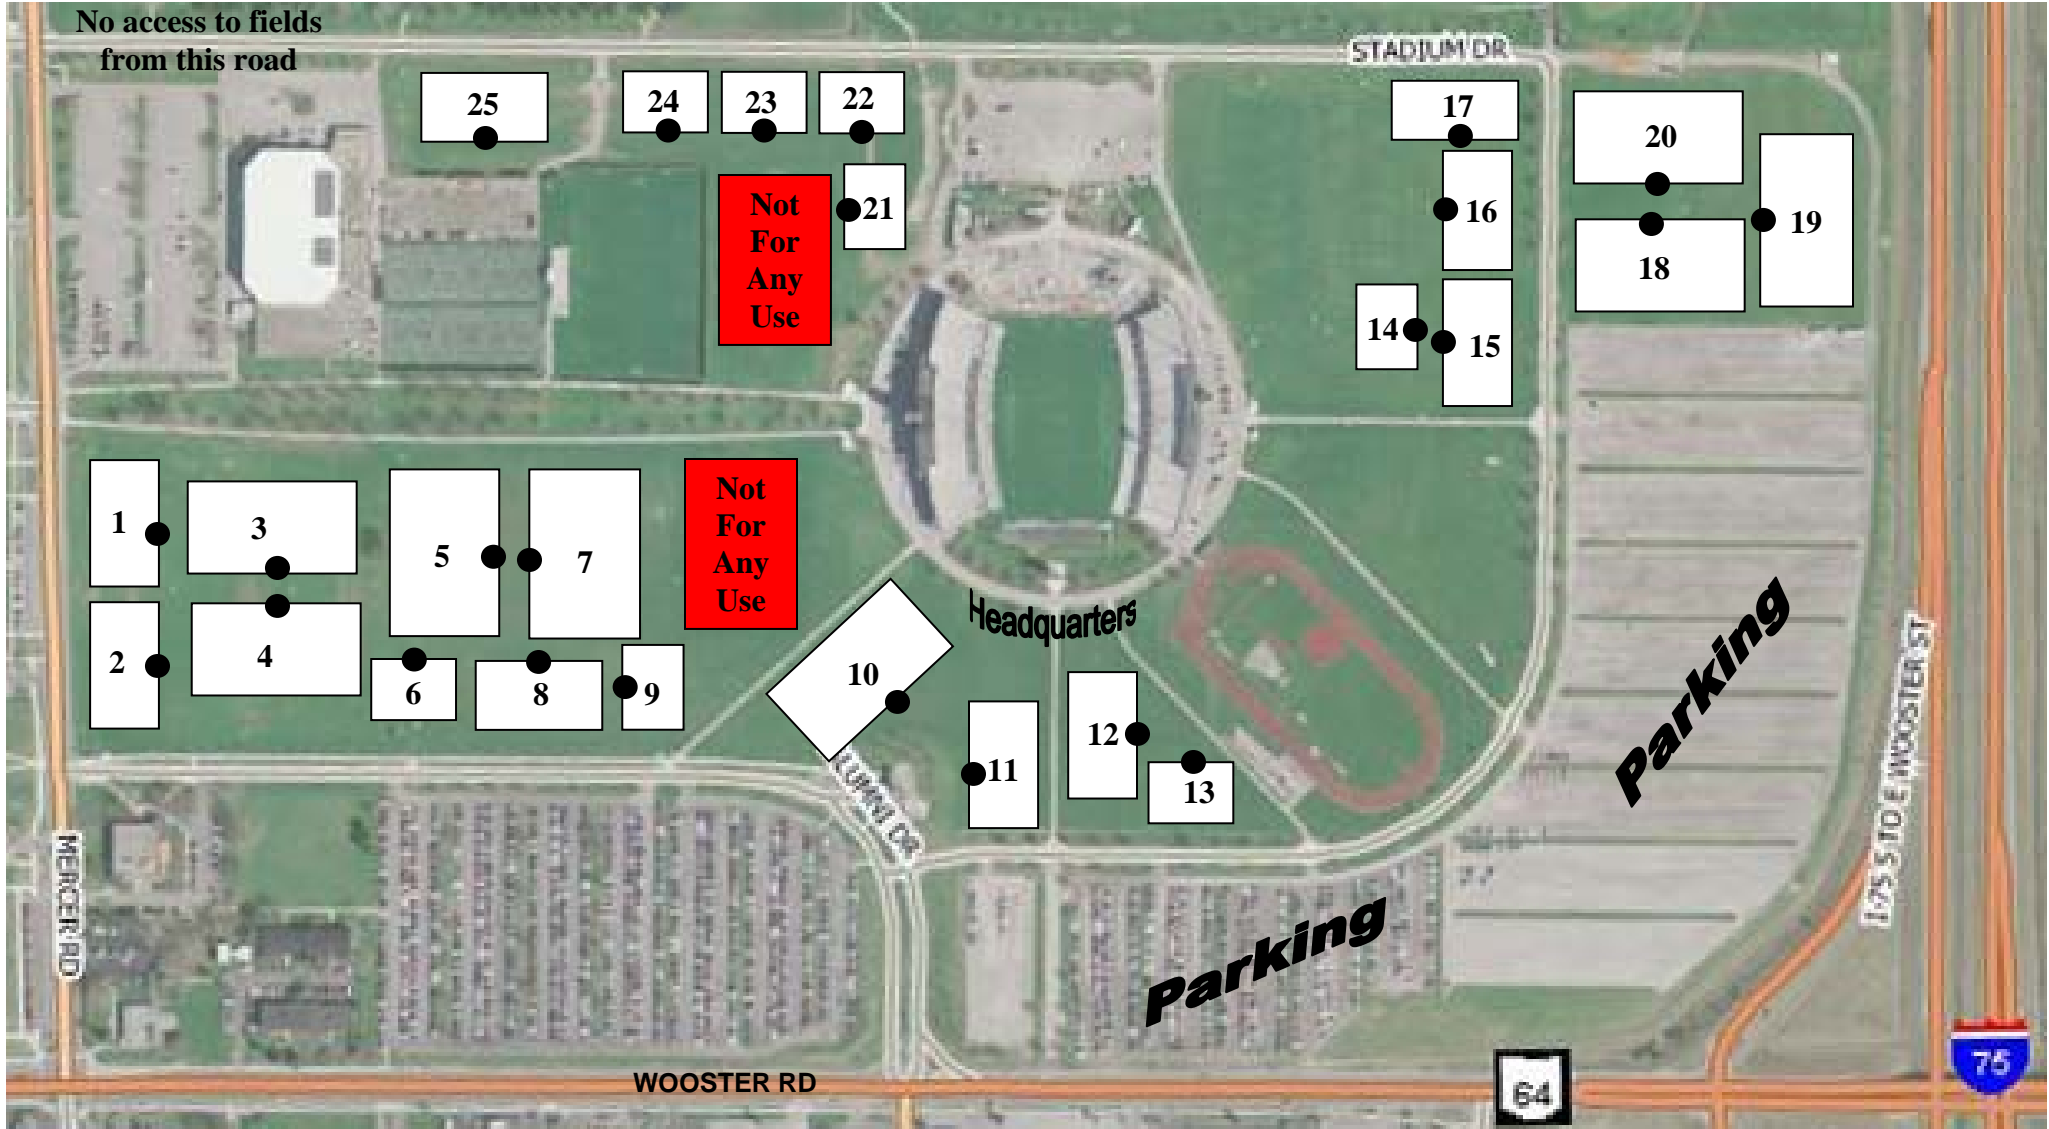 No access to fields
from this road
STADIUM DR
25
24
23
22
17
20
Not
For
Any
Use
21
16
19
18
14
15
1
3
5
7
Not
For
Any
Use
2
4
6
8
9
10
Headquarters
11
12
13
Parking
LUMNI DR
MERCER RD
I-75 S TO E WOOSTER ST
Parking
WOOSTER RD
64
75